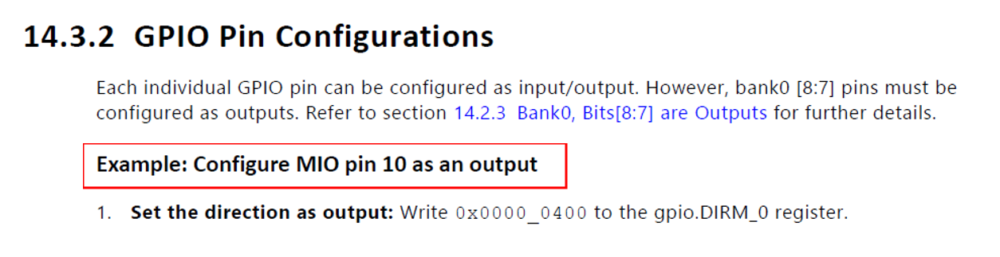 14.3.2 GPIO Pin Configurations
Each individual GPIO pin can be configured as input/output. However, bank0 [8:7] pins must be
configured as outputs. Refer to section 14.2.3 Bank0, Bits[8:7] are Outputs for further details.
Example: Configure MIO pin 10 as an output
1. Set the direction as output: Write 0x0000_0400 to the gpio.DIRM_0 register.